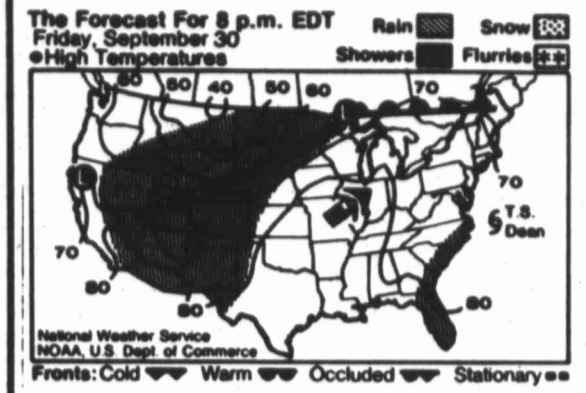 The Forecast For 8 p.m. EDT
Friday, September 30
●High Temperatures
Rain
Snow
Showers
Flurries
60 50 40 50 60 70
L
L
70
T.S.
Dean
70
80
80
80
National Weather Service
NOAA, U.S. Dept. of Commerce
Fronts: Cold Warm Occluded Stationary